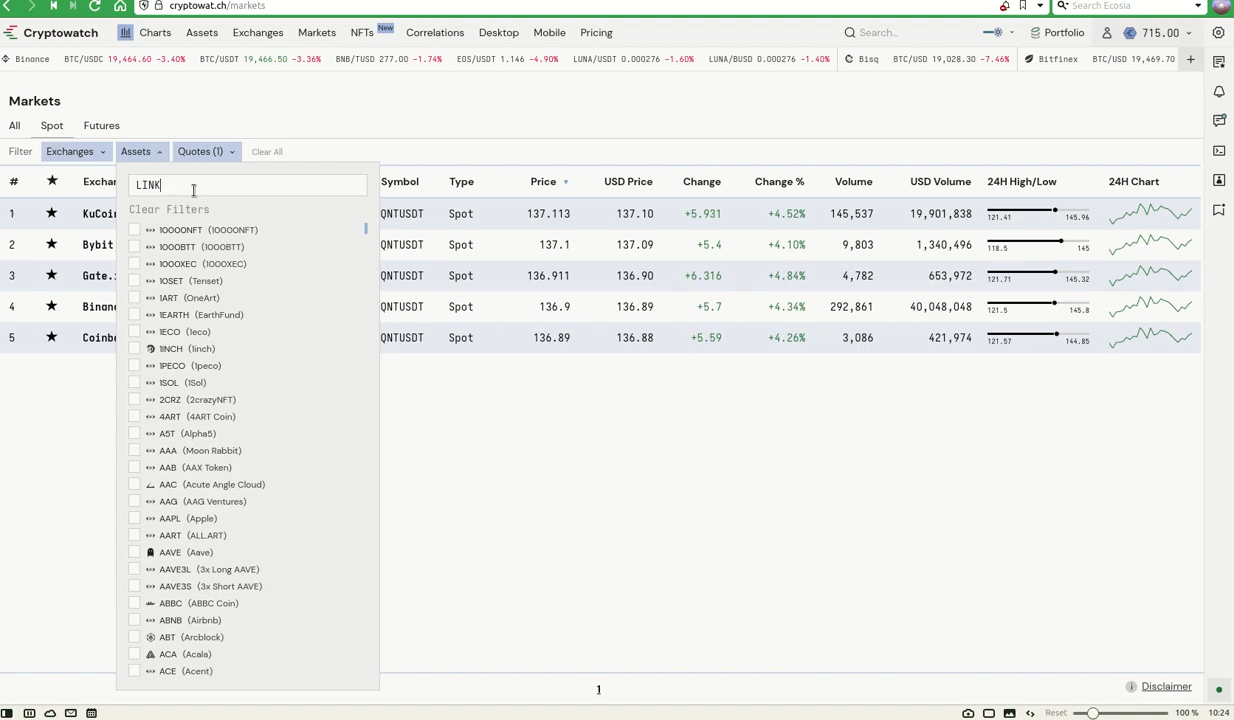 cryptowat.ch/markets
Search Ecosia
Cryptowatch
Charts Assets Exchanges Markets NFTs New Correlations Desktop Mobile Pricing
Search...
Portfolio
715.00
Binance BTC/USDC 19,464.60 -3.40% BTC/USDT 19,466.50 -3.36% BNB/TUSD 277.00 -1.74% EOS/USDT 1.146 -4.90% LUNA/USDT 0.000276 -1.60% LUNA/BUSD 0.000276 -1.40% Bisq BTC/USD 19,028.30 -7.46% Bitfinex BTC/USD 19,469.70
Markets
All Spot Futures
Filter Exchanges Assets Quotes (1) Clear All
# Exchan Symbol Type Price USD Price Change Change % Volume USD Volume 24H High/Low 24H Chart
1 KuCoin QNTUSDT Spot 137.113 137.10 +5.931 +4.52% 145,537 19,901,838 121.41 145.96
2 Bybit QNTUSDT Spot 137.1 137.09 +5.4 +4.10% 9,803 1,340,496 118.5 145
3 Gate.i QNTUSDT Spot 136.911 136.90 +6.316 +4.84% 4,782 653,972 121.71 145.32
4 Binanc QNTUSDT Spot 136.9 136.89 +5.7 +4.34% 292,861 40,048,048 121.5 145.8
5 Coinba QNTUSDT Spot 136.89 136.88 +5.59 +4.26% 3,086 421,974 121.57 144.85
LINK
Clear Filters
10000NFT (10000NFT)
1000BTT (1000BTT)
1000XEC (1000XEC)
10SET (Tenset)
1ART (OneArt)
1EARTH (EarthFund)
1ECO (1eco)
1INCH (1inch)
1PECO (1peco)
1SOL (1Sol)
2CRZ (2crazyNFT)
4ART (4ART Coin)
A5T (Alpha5)
AAA (Moon Rabbit)
AAB (AAX Token)
AAC (Acute Angle Cloud)
AAG (AAG Ventures)
AAPL (Apple)
AART (ALL.ART)
AAVE (Aave)
AAVE3L (3x Long AAVE)
AAVE3S (3x Short AAVE)
ABBC (ABBC Coin)
ABNB (Airbnb)
ABT (Arcblock)
ACA (Acala)
ACE (Acent)
1
Disclaimer
Reset 100 % 10:24